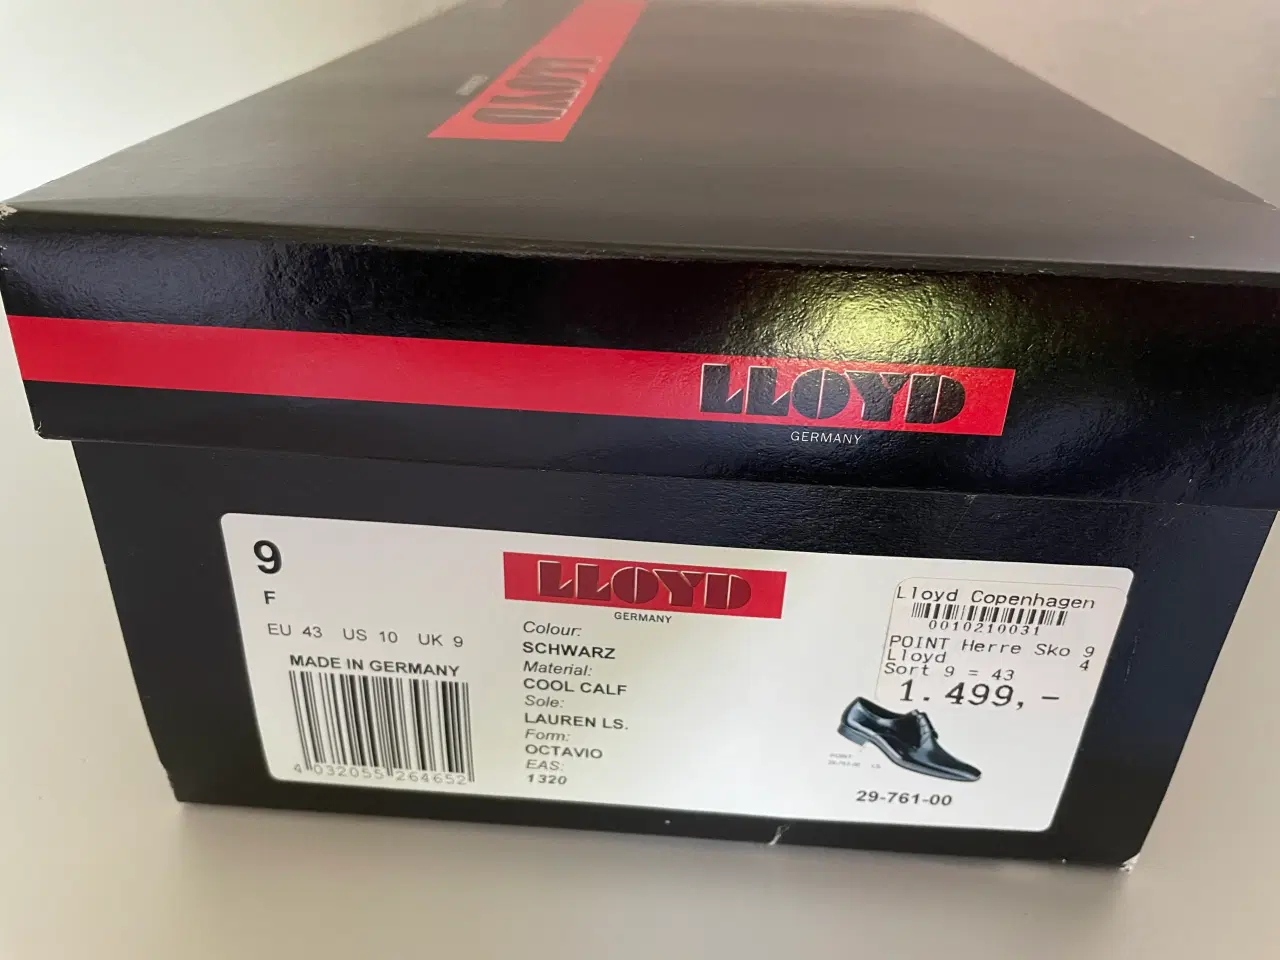 LLOYD
LLOYD
GERMANY
9
F
EU 43 US 10 UK 9
MADE IN GERMANY
4 032055 264652
LLOYD
GERMANY
Colour:
SCHWARZ
Material:
COOL CALF
Sole:
LAUREN LS.
Form:
OCTAVIO
EAS:
1320
Lloyd Copenhagen
0010210031
POINT Herre Sko 9
Lloyd 4
Sort 9 = 43
1.499,-
POINT
29-761-00